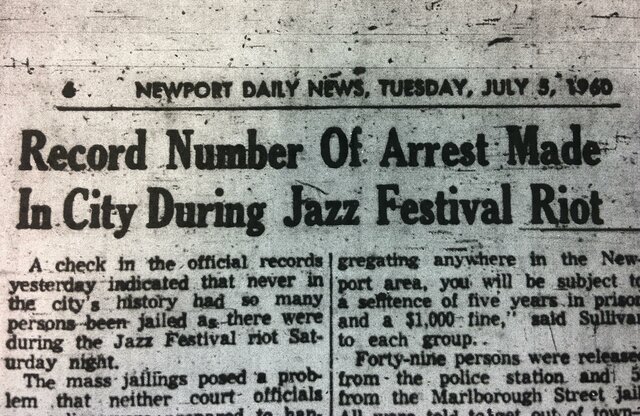 6 NEWPORT DAILY NEWS, TUESDAY, JULY 5, 1960
Record Number Of Arrest Made
In City During Jazz Festival Riot
A check in the official records
yesterday indicated that never in
the city's history had so many
persons been jailed as there were
during the Jazz Festival riot Sat-
urday night.
The mass jailings posed a prob-
lem that neither court officials
gregating anywhere in the New-
port area, you will be subject t
a sentence of five years in prison
and a $1,000 fine," said Sullivan
to each group..
Forty-nine persons were release
from the police station and 5
from the Marlborough Street jai